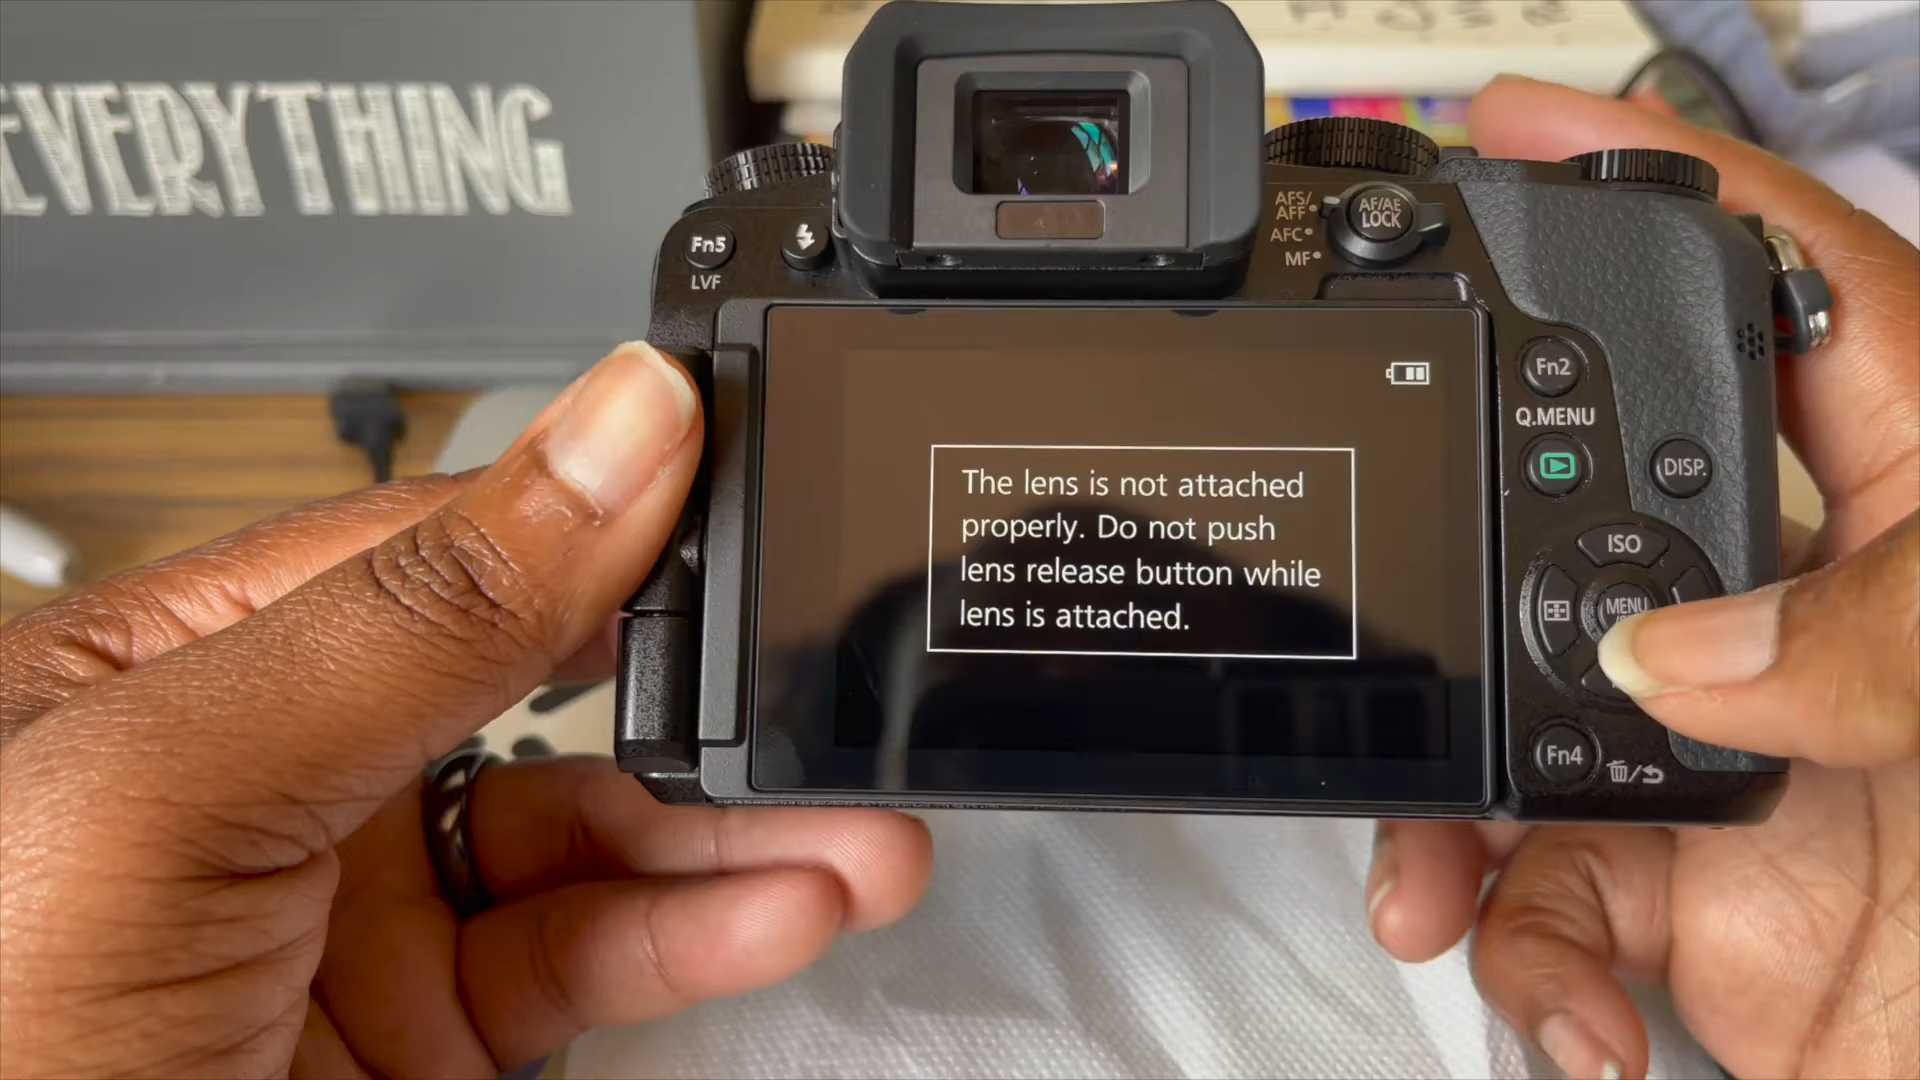 EVERYTHING
Fn5
LVF
AFS/
AFF
AFC
MF
AF/AE
LOCK
Fn2
Q.MENU
DISP.
ISO
MENU
Fn4
The lens is not attached
properly. Do not push
lens release button while
lens is attached.